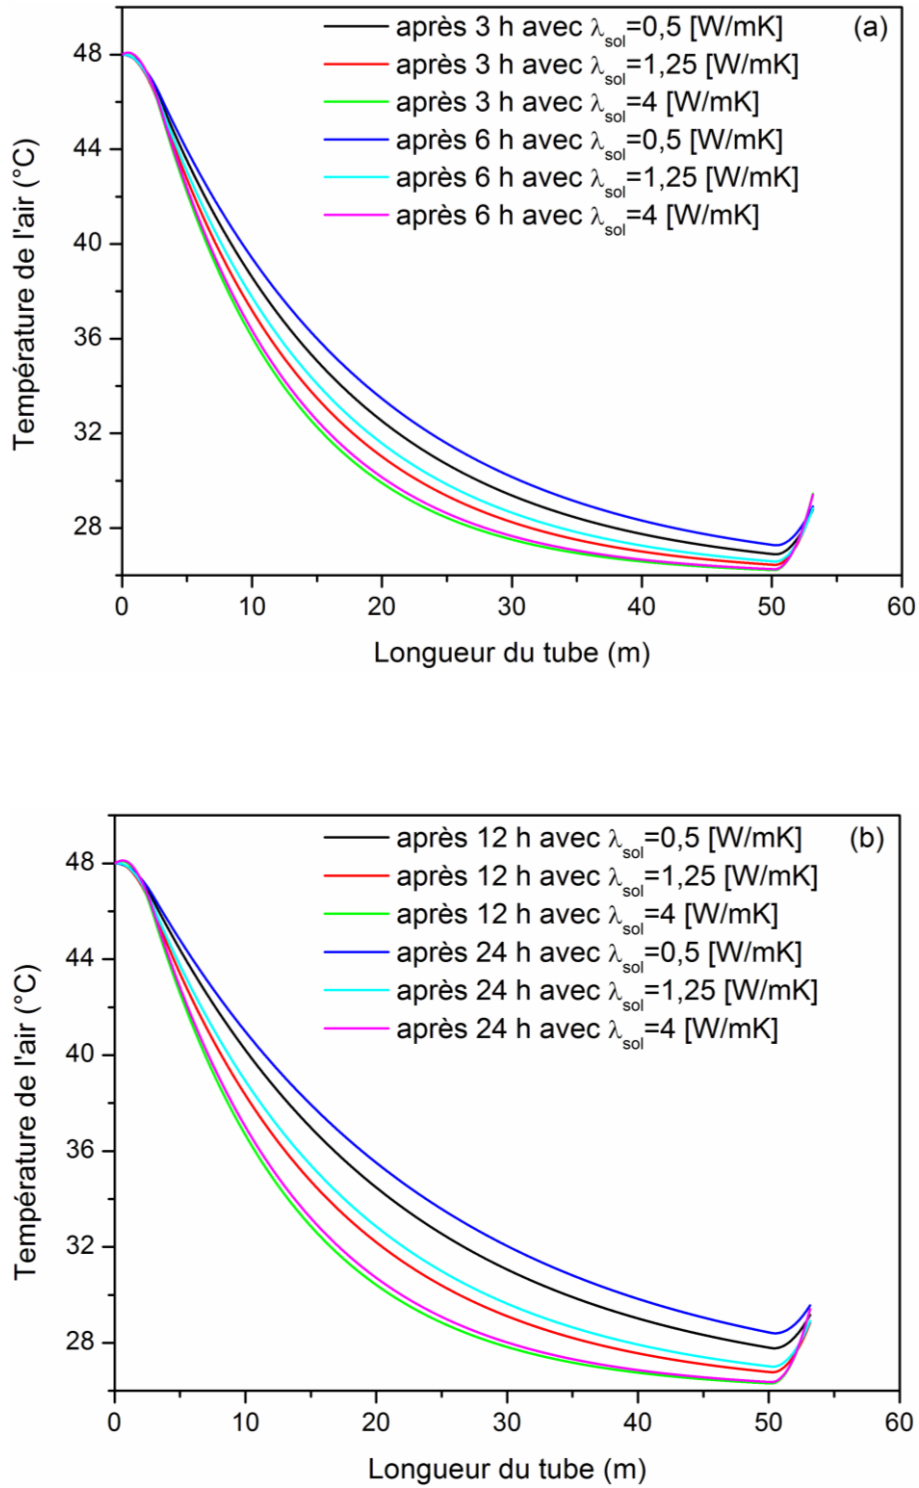 après 3 h avec λsol=0,5 [W/mK] (a)
après 3 h avec λsol=1,25 [W/mK]
après 3 h avec λsol=4 [W/mK]
après 6 h avec λsol=0,5 [W/mK]
après 6 h avec λsol=1,25 [W/mK]
après 6 h avec λsol=4 [W/mK]
Température de l'air (°C)
48
44
40
36
32
28
0 10 20 30 40 50 60
Longueur du tube (m)
après 12 h avec λsol=0,5 [W/mK] (b)
après 12 h avec λsol=1,25 [W/mK]
après 12 h avec λsol=4 [W/mK]
après 24 h avec λsol=0,5 [W/mK]
après 24 h avec λsol=1,25 [W/mK]
après 24 h avec λsol=4 [W/mK]
Température de l'air (°C)
48
44
40
36
32
28
0 10 20 30 40 50 60
Longueur du tube (m)